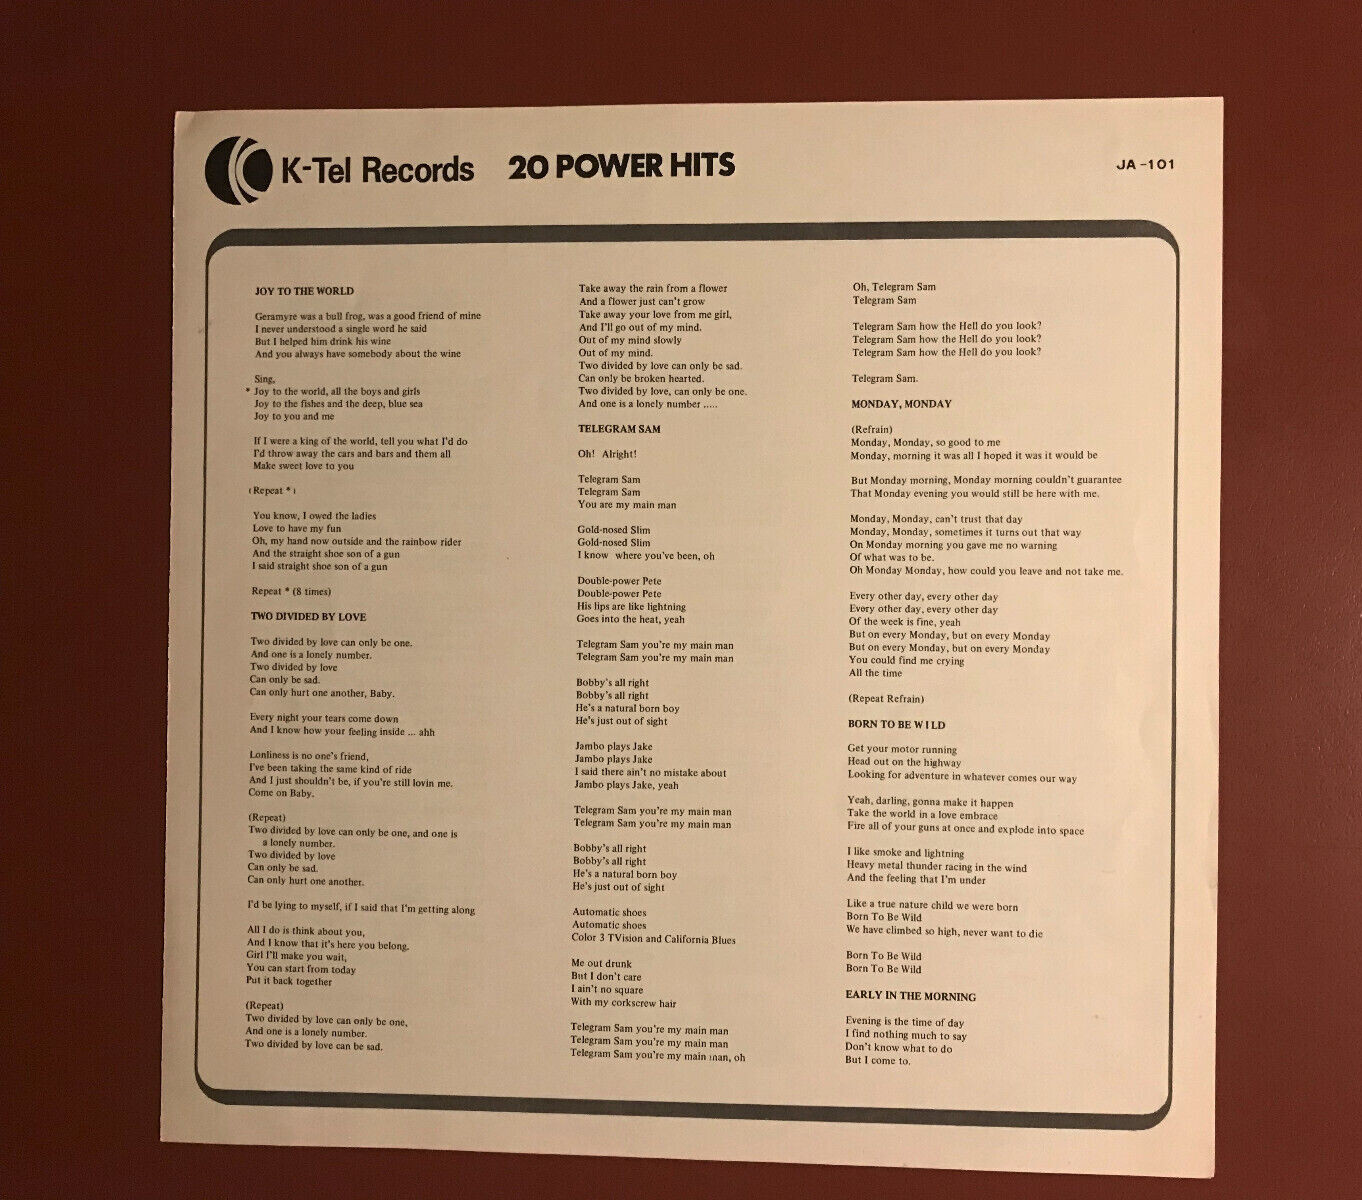 K-Tel Records 20 POWER HITS
JA-101
JOY TO THE WORLD
Geramyre was a bull frog, was a good friend of mine
I never understood a single word he said
But I helped him drink his wine
And you always have somebody about the wine
Sing,
* Joy to the world, all the boys and girls
Joy to the fishes and the deep, blue sea
Joy to you and me
If I were a king of the world, tell you what I'd do
I'd throw away the cars and bars and them all
Make sweet love to you
(Repeat *)
You know, I owed the ladies
Love to have my fun
Oh, my hand now outside and the rainbow rider
And the straight shoe son of a gun
I said straight shoe son of a gun
Repeat * (8 times)
TWO DIVIDED BY LOVE
Two divided by love can only be one.
And one is a lonely number.
Two divided by love
Can only be sad.
Can only hurt one another, Baby.
Every night your tears come down
And I know how your feeling inside ... ahh
Lonliness is no one's friend,
I've been taking the same kind of ride
And I just shouldn't be, if you're still lovin me.
Come on Baby.
(Repeat)
Two divided by love can only be one, and one is
a lonely number.
Two divided by love
Can only be sad.
Can only hurt one another.
I'd be lying to myself, if I said that I'm getting along
All I do is think about you,
And I know that it's here you belong.
Girl I'll make you wait,
You can start from today
Put it back together
(Repeat)
Two divided by love can only be one,
And one is a lonely number.
Two divided by love can be sad.
Take away the rain from a flower
And a flower just can't grow
Take away your love from me girl,
And I'll go out of my mind.
Out of my mind slowly
Out of my mind.
Two divided by love can only be sad.
Can only be broken hearted.
Two divided by love, can only be one.
And one is a lonely number .....
TELEGRAM SAM
Oh! Alright!
Telegram Sam
Telegram Sam
You are my main man
Gold-nosed Slim
Gold-nosed Slim
I know where you've been, oh
Double-power Pete
Double-power Pete
His lips are like lightning
Goes into the heat, yeah
Telegram Sam you're my main man
Telegram Sam you're my main man
Bobby's all right
Bobby's all right
He's a natural born boy
He's just out of sight
Jambo plays Jake
Jambo plays Jake
I said there ain't no mistake about
Jambo plays Jake, yeah
Telegram Sam you're my main man
Telegram Sam you're my main man
Bobby's all right
Bobby's all right
He's a natural born boy
He's just out of sight
Automatic shoes
Automatic shoes
Color 3 TVision and California Blues
Me out drunk
But I don't care
I ain't no square
With my corkscrew hair
Telegram Sam you're my main man
Telegram Sam you're my main man
Telegram Sam you're my main man, oh
Oh, Telegram Sam
Telegram Sam
Telegram Sam how the Hell do you look?
Telegram Sam how the Hell do you look?
Telegram Sam how the Hell do you look?
Telegram Sam.
MONDAY, MONDAY
(Refrain)
Monday, Monday, so good to me
Monday, morning it was all I hoped it was it would be
But Monday morning, Monday morning couldn't guarantee
That Monday evening you would still be here with me.
Monday, Monday, can't trust that day
Monday, Monday, sometimes it turns out that way
On Monday morning you gave me no warning
Of what was to be.
Oh Monday Monday, how could you leave and not take me.
Every other day, every other day
Every other day, every other day
Of the week is fine, yeah
But on every Monday, but on every Monday
But on every Monday, but on every Monday
You could find me crying
All the time
(Repeat Refrain)
BORN TO BE WILD
Get your motor running
Head out on the highway
Looking for adventure in whatever comes our way
Yeah, darling, gonna make it happen
Take the world in a love embrace
Fire all of your guns at once and explode into space
I like smoke and lightning
Heavy metal thunder racing in the wind
And the feeling that I'm under
Like a true nature child we were born
Born To Be Wild
We have climbed so high, never want to die
Born To Be Wild
Born To Be Wild
EARLY IN THE MORNING
Evening is the time of day
I find nothing much to say
Don't know what to do
But I come to.